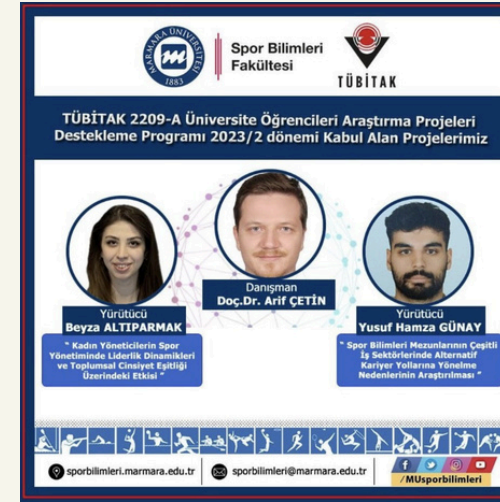 MARMARA ÜNİVERSİTESİ
1883
Spor Bilimleri
Fakültesi
TÜBİTAK
TÜBİTAK 2209-A Üniversite Öğrencileri Araştırma Projeleri
Destekleme Programı 2023/2 dönemi Kabul Alan Projelerimiz
Danışman
Doç.Dr. Arif ÇETİN
Yürütücü
Beyza ALTIPARMAK
" Kadın Yöneticilerin Spor
Yönetiminde Liderlik Dinamikleri
ve Toplumsal Cinsiyet Eşitliği
Üzerindeki Etkisi "
Yürütücü
Yusuf Hamza GÜNAY
" Spor Bilimleri Mezunlarının Çeşitli
İş Sektörlerinde Alternatif
Kariyer Yollarına Yönelme
Nedenlerinin Araştırılması "
sporbilimleri.marmara.edu.tr
sporbilimleri@marmara.edu.tr
/MUsporbilimleri